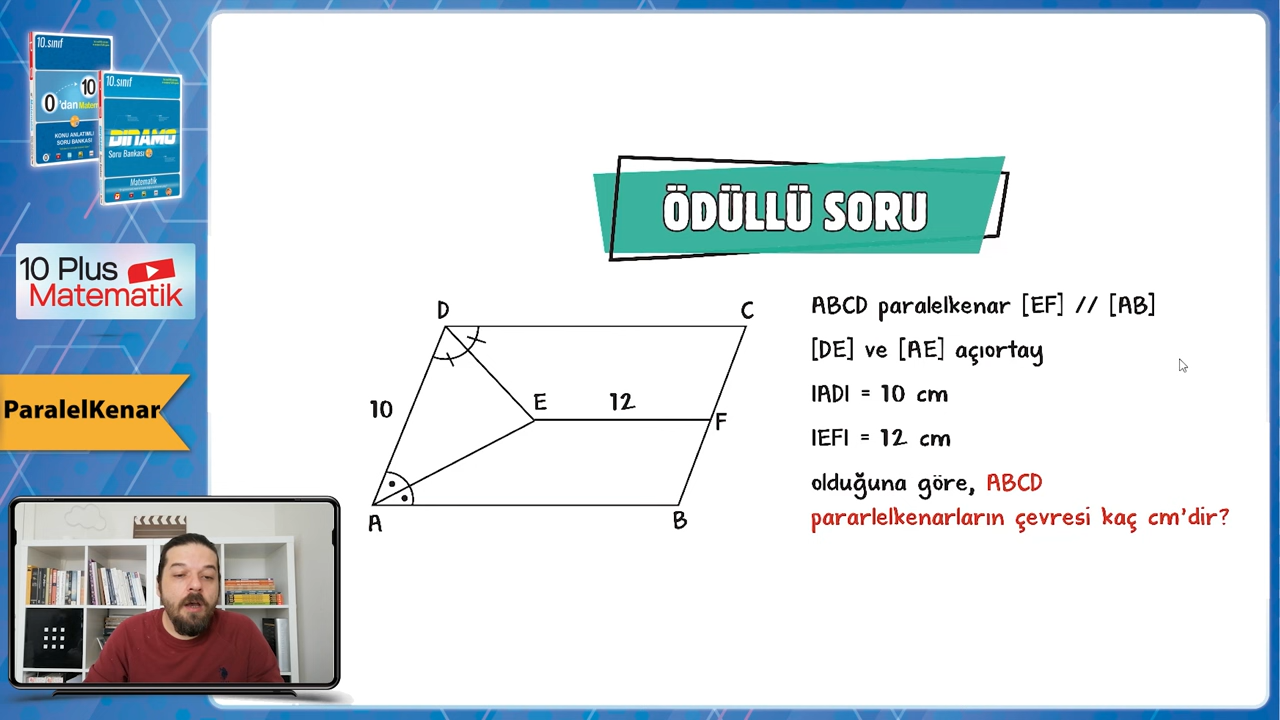 10.sınıf
10.sınıf
0'dan 10
KONU ANLATIMLI
SORU BANKASI
DİNAMO
Soru Bankası
Matematik
10 Plus
Matematik
ParalelKenar
ÖDÜLLÜ SORU
D
C
10
E
12
F
A
B
ABCD paralelkenar [EF] // [AB]
[DE] ve [AE] açıortay
IADI = 10 cm
IEFI = 12 cm
olduğuna göre, ABCD
pararlelkenarların çevresi kaç cm'dir?